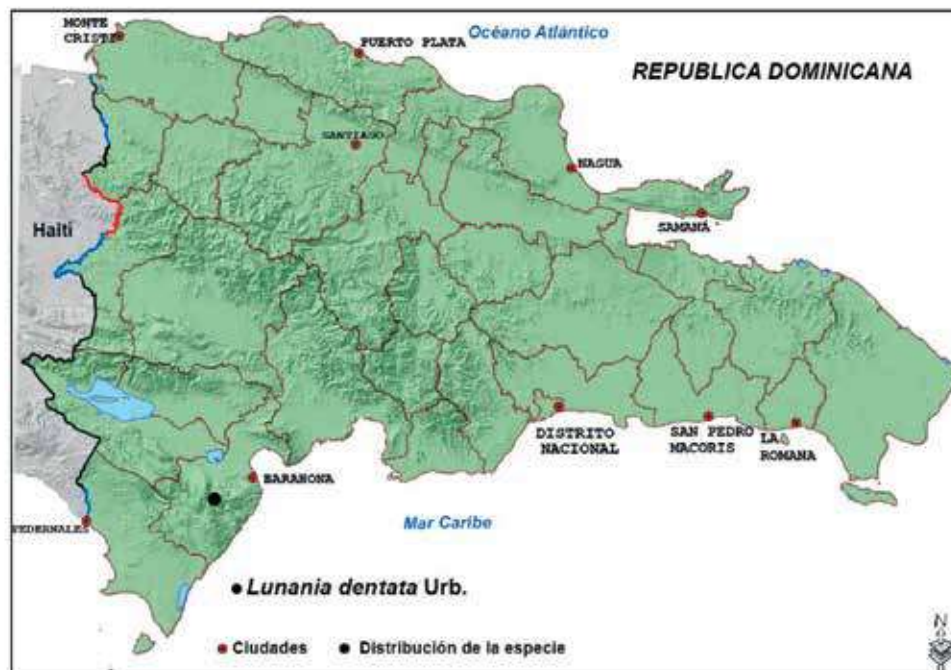 MONTE
CRISTI
Océano Atlántico
PUERTO PLATA
REPUBLICA DOMINICANA
SANTIAGO
NAGUA
SAMANÁ
Haití
DISTRITO
NACIONAL
SAN PEDRO
MACORIS
LA
ROMANA
BARAHONA
PEDERNALES
Mar Caribe
Lunania dentata Urb.
Ciudades
Distribución de la especie
N